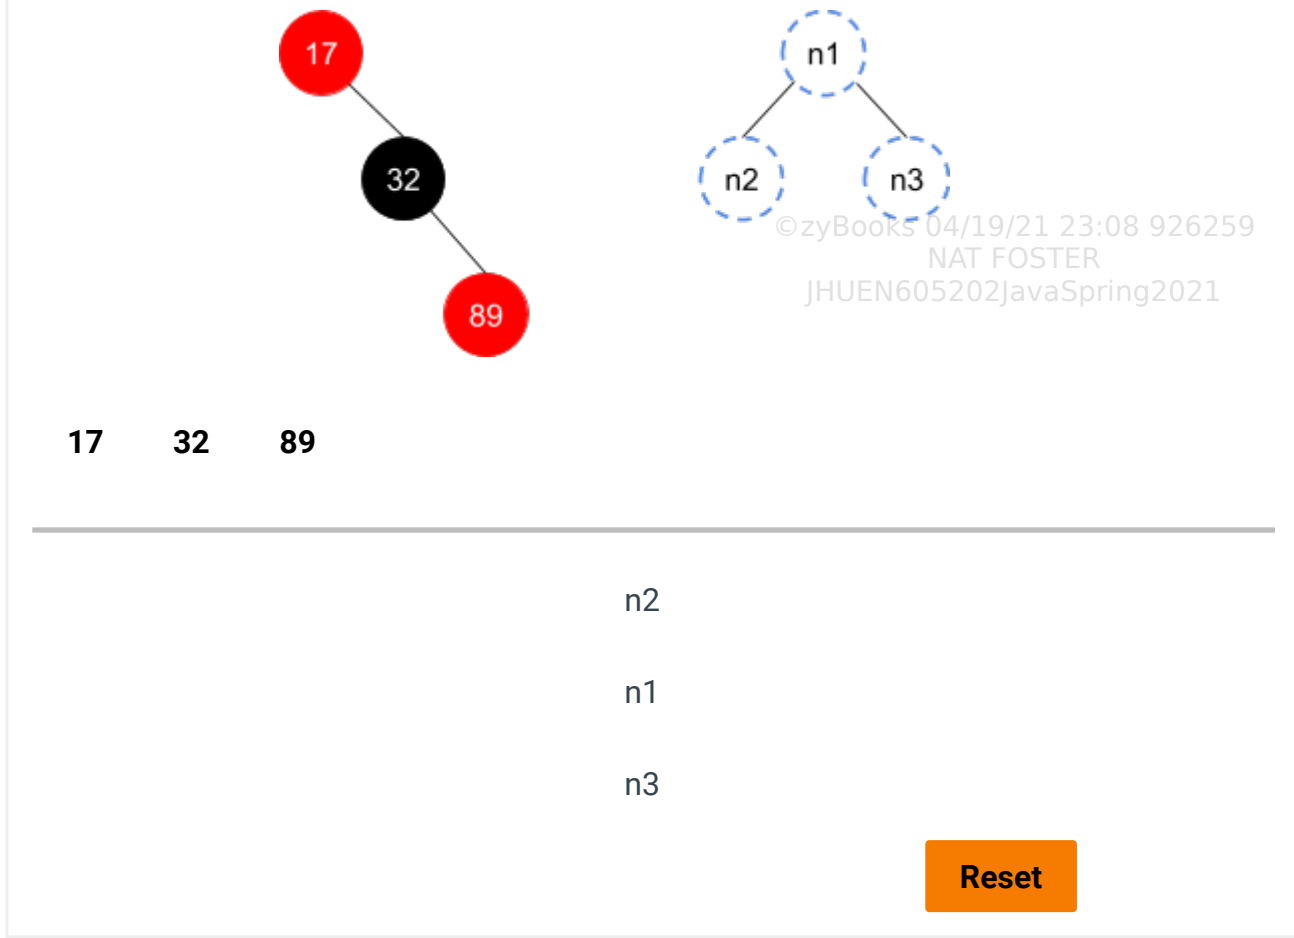 17
n1
32
n2
n3
©zyBooks 04/19/21 23:08 926259
NAT FOSTER
JHUEN605202JavaSpring2021
89
17 32 89
n2
n1
n3
Reset